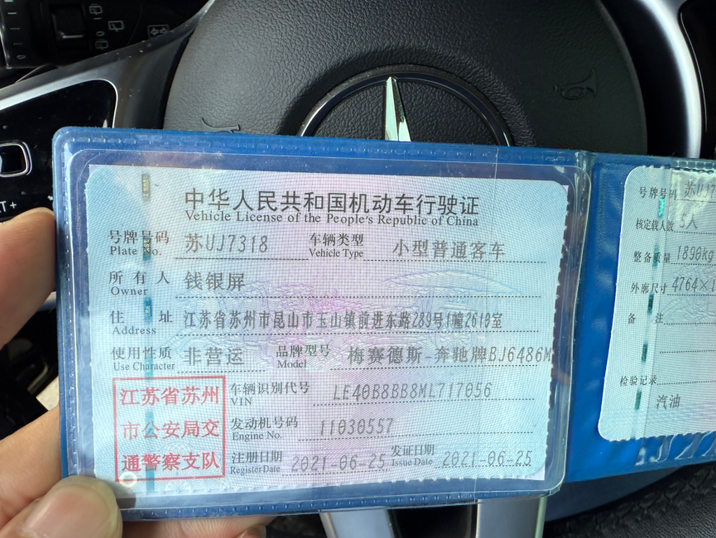 中华人民共和国机动车行驶证
Vehicle License of the People's Republic of China
号牌号码 苏UJ7318 车辆类型 小型普通客车
Plate No. Vehicle Type
所有人 钱银屏
Owner
住址 江苏省苏州市昆山市玉山镇前进东路283号1幢2610室
Address
使用性质 非营运 品牌型号 梅赛德斯-奔驰牌BJ6486M
Use Character Model
江苏省苏州
市公安局交
通警察支队
车辆识别代号 LE40B8BB8ML717056
VIN
发动机号码 11030557
Engine No.
注册日期 2021-06-25 发证日期 2021-06-25
Register Date Issue Date
号牌号码 苏UJ7
核定载人数 5人
整备质量 1890kg
外廓尺寸 4764×1
备注
检验记录
汽油